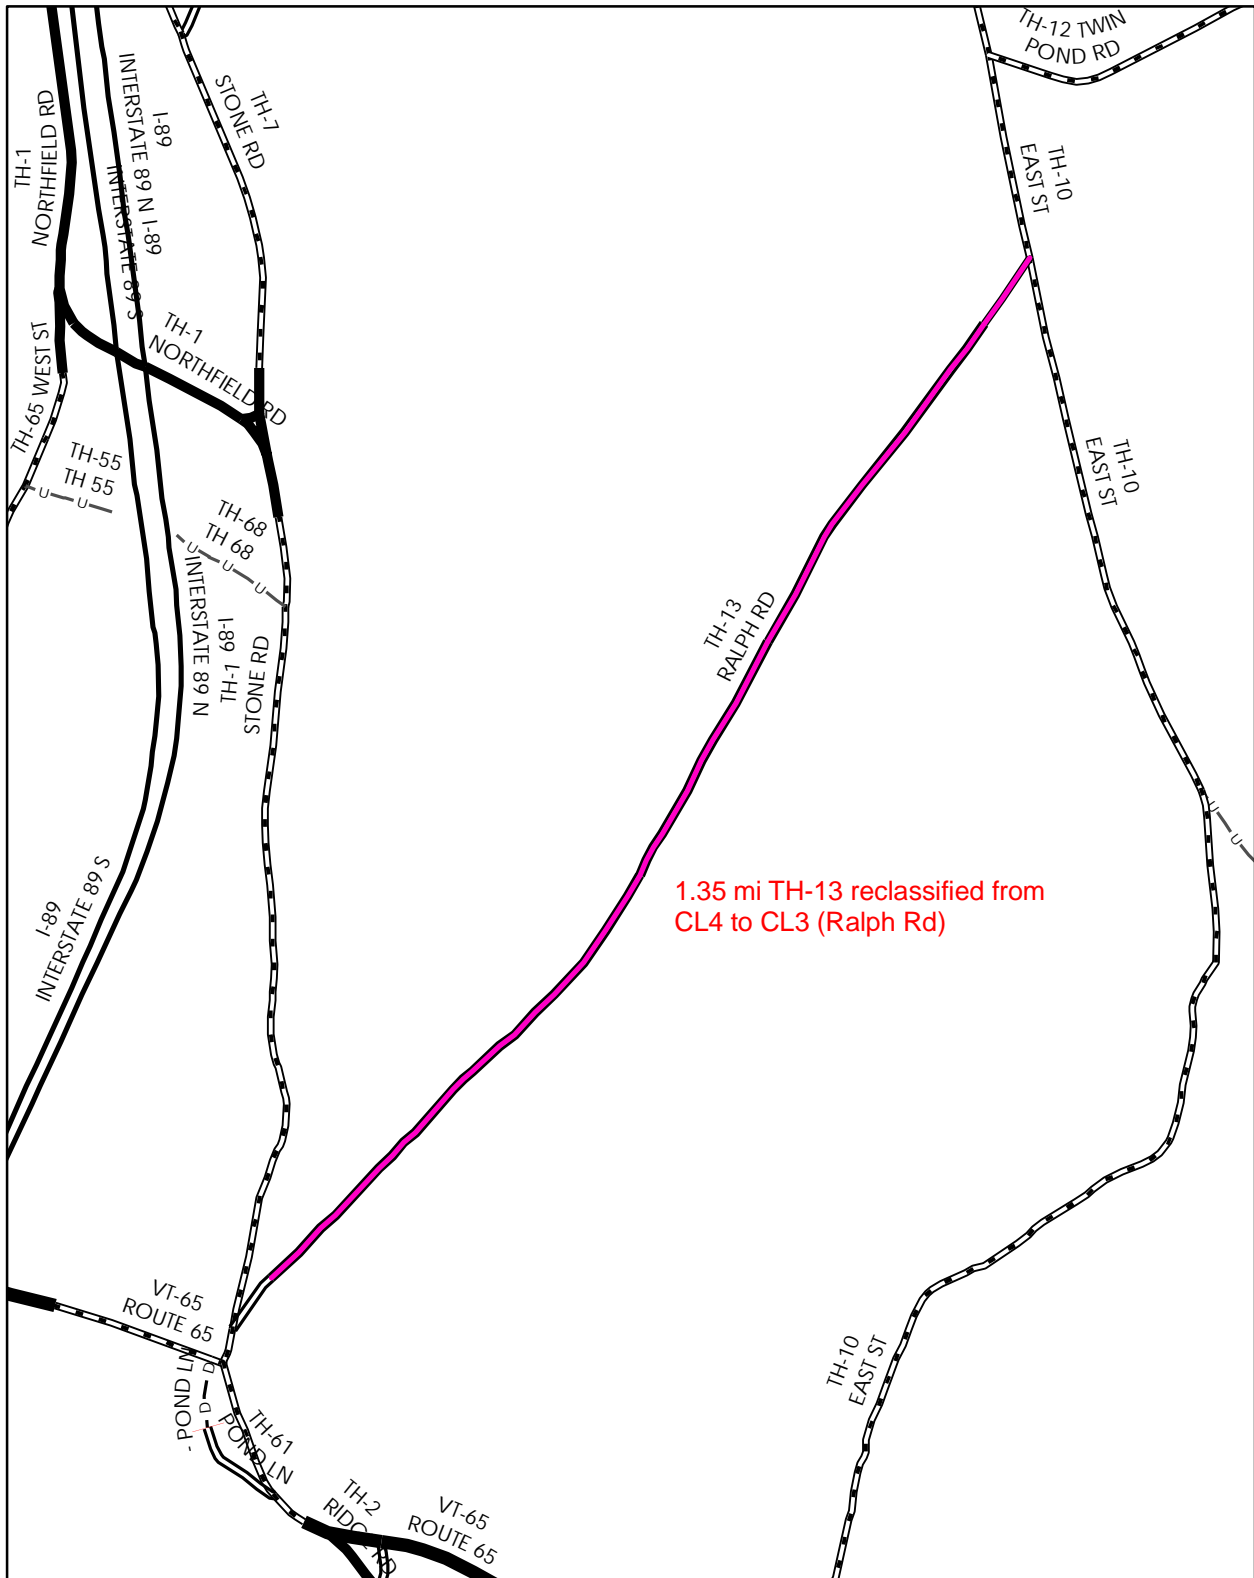 TH-12 TWIN
POND RD
TH-7
STONE RD
I-89
INTERSTATE 89 N
I-89
INTERSTATE 89 S
TH-1
NORTHFIELD RD
TH-10
EAST ST
TH-1
NORTHFIELD RD
TH-65 WEST ST
TH-55
TH 55
U
U
TH-68
TH 68
U
U
U
TH-10
EAST ST
I-89
INTERSTATE 89 N
TH-1
STONE RD
TH-13
RALPH RD
U
U
1.35 mi TH-13 reclassified from
CL4 to CL3 (Ralph Rd)
I-89
INTERSTATE 89 S
VT-65
ROUTE 65
- POND LN
D
D
TH-61
POND LN
TH-10
EAST ST
TH-2
RIDGE RD
VT-65
ROUTE 65